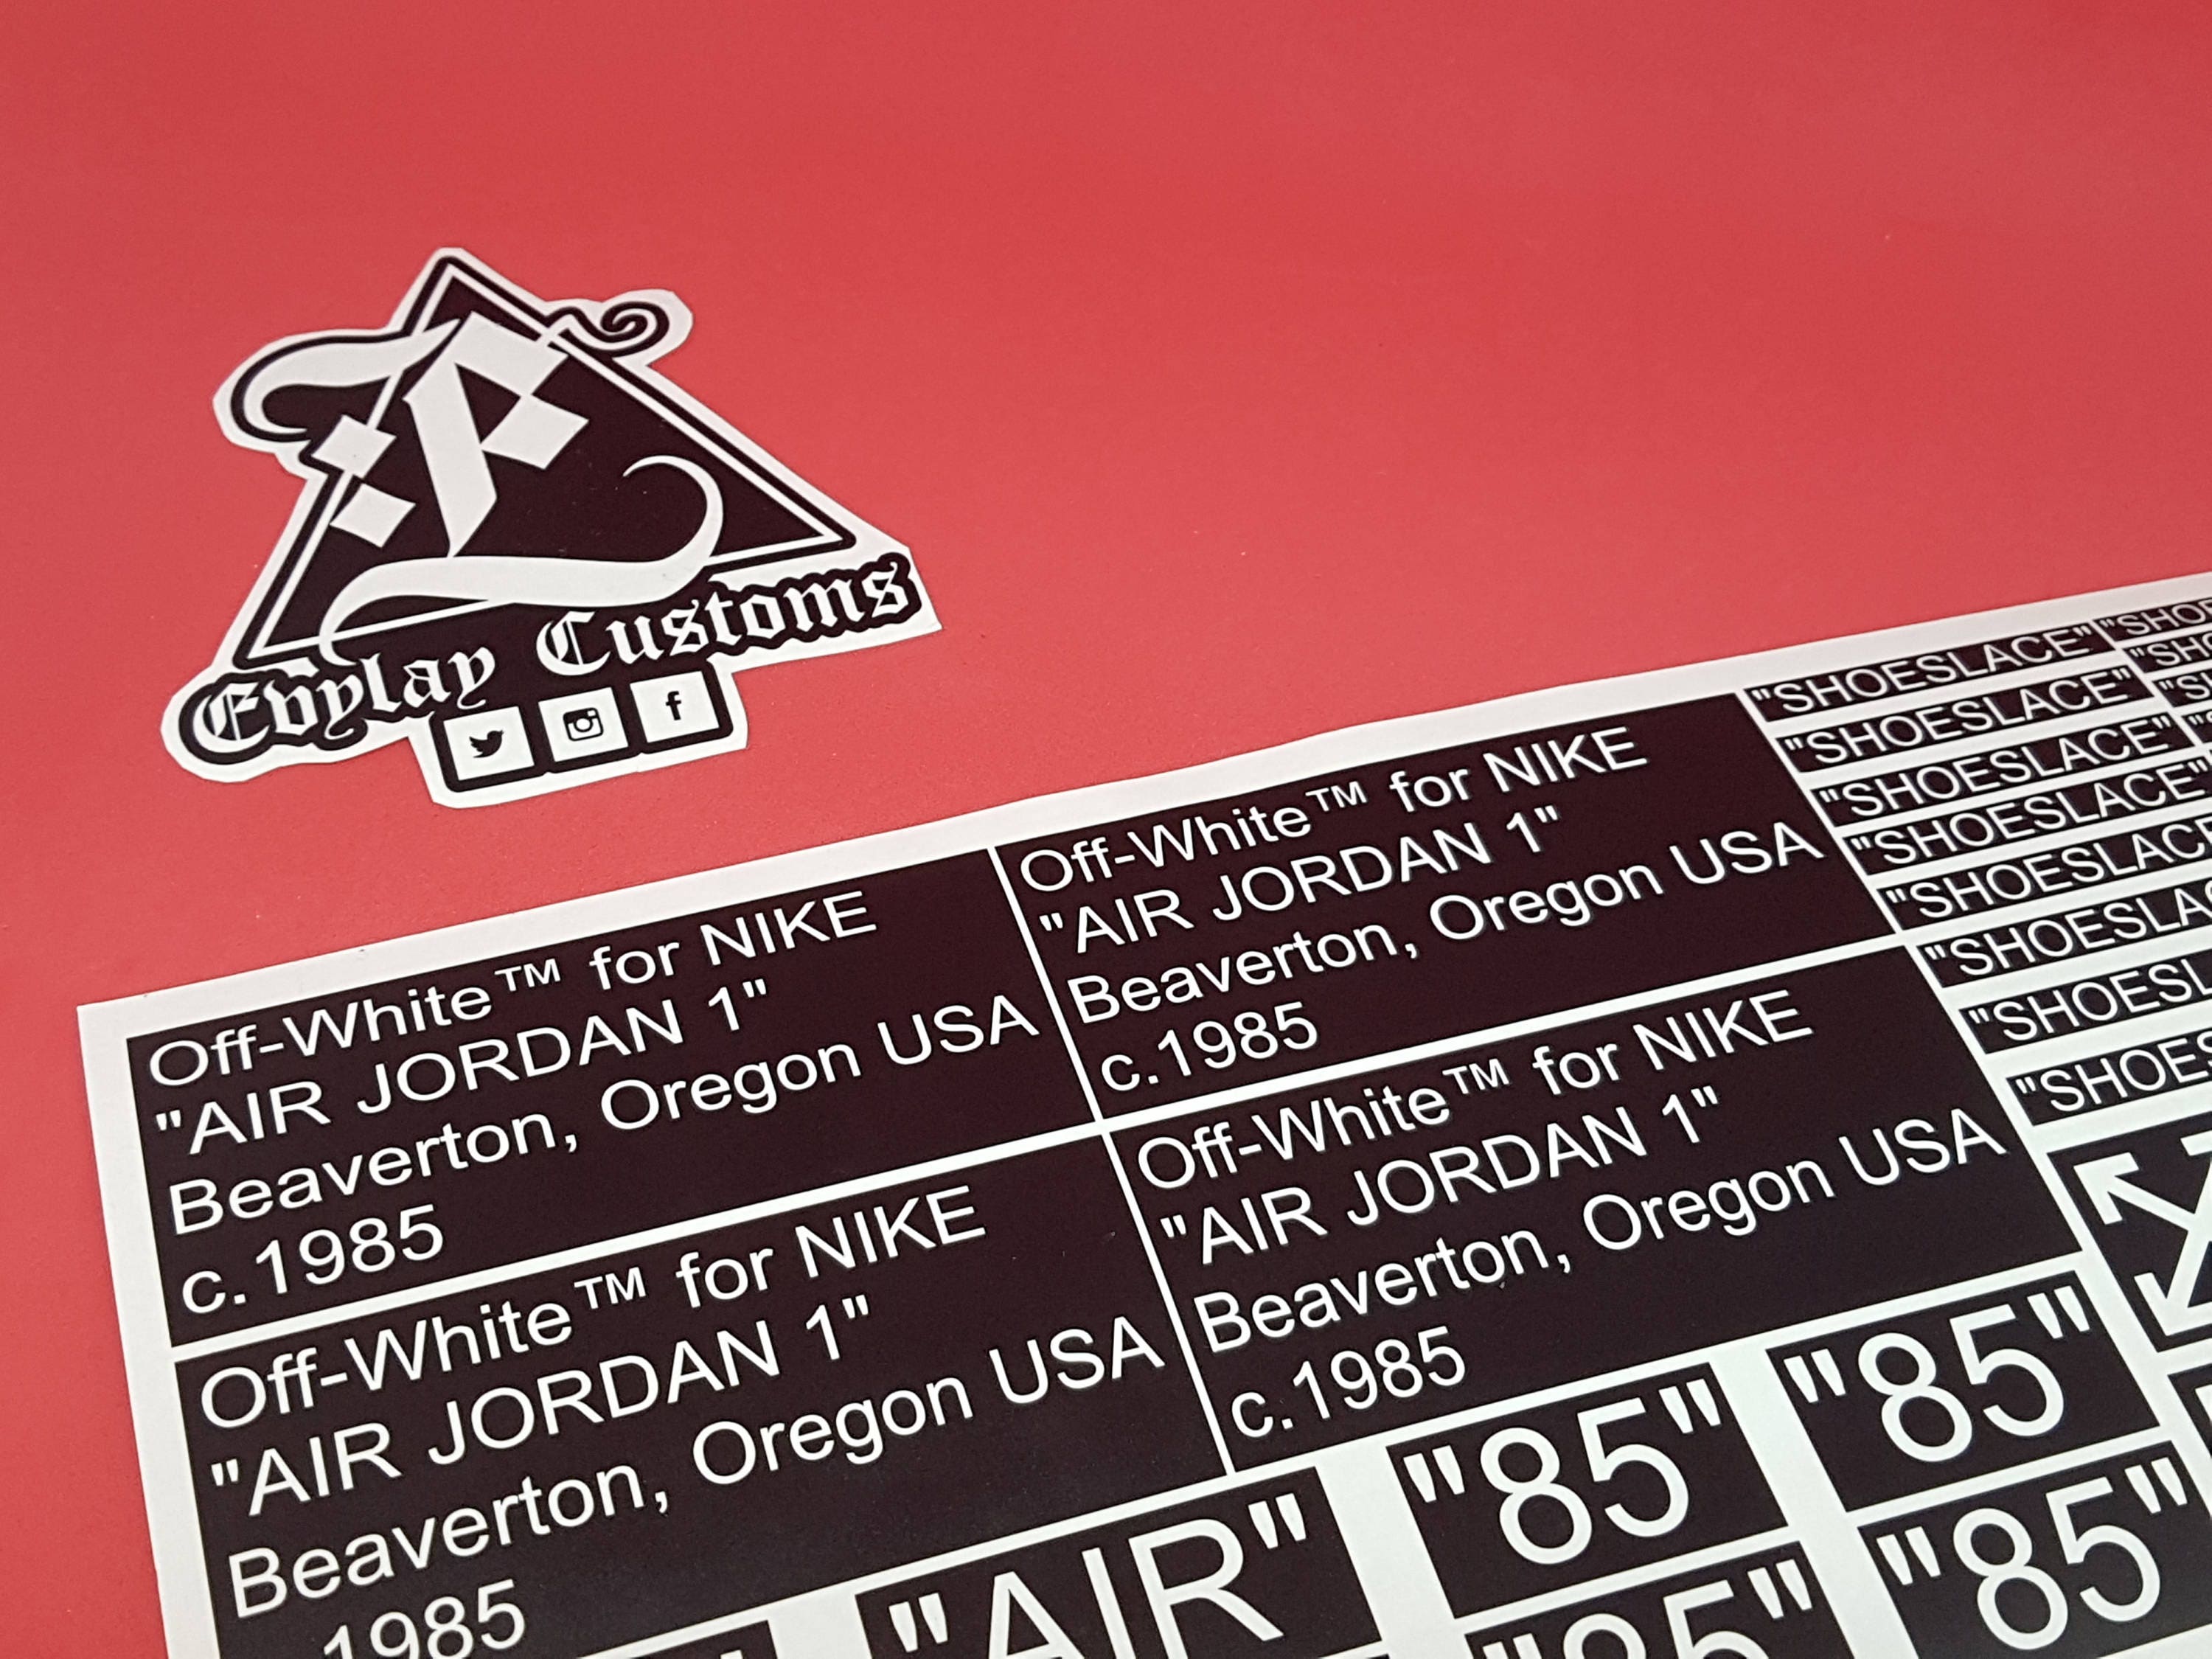 Evylay Customs
Off-White™ for NIKE
"AIR JORDAN 1"
Beaverton, Oregon USA
c.1985
Off-White™ for NIKE
"AIR JORDAN 1"
Beaverton, Oregon USA
c.1985
"SHOESLACE"
"SHOESLACE"
"SHOESLACE"
"SHOESLACE"
Off-White™ for NIKE
"AIR JORDAN 1"
Beaverton, Oregon USA
1985
Off-White™ for NIKE
"AIR JORDAN 1"
Beaverton, Oregon USA
c.1985
"AIR"
"85"
"85"
"85"
"85"